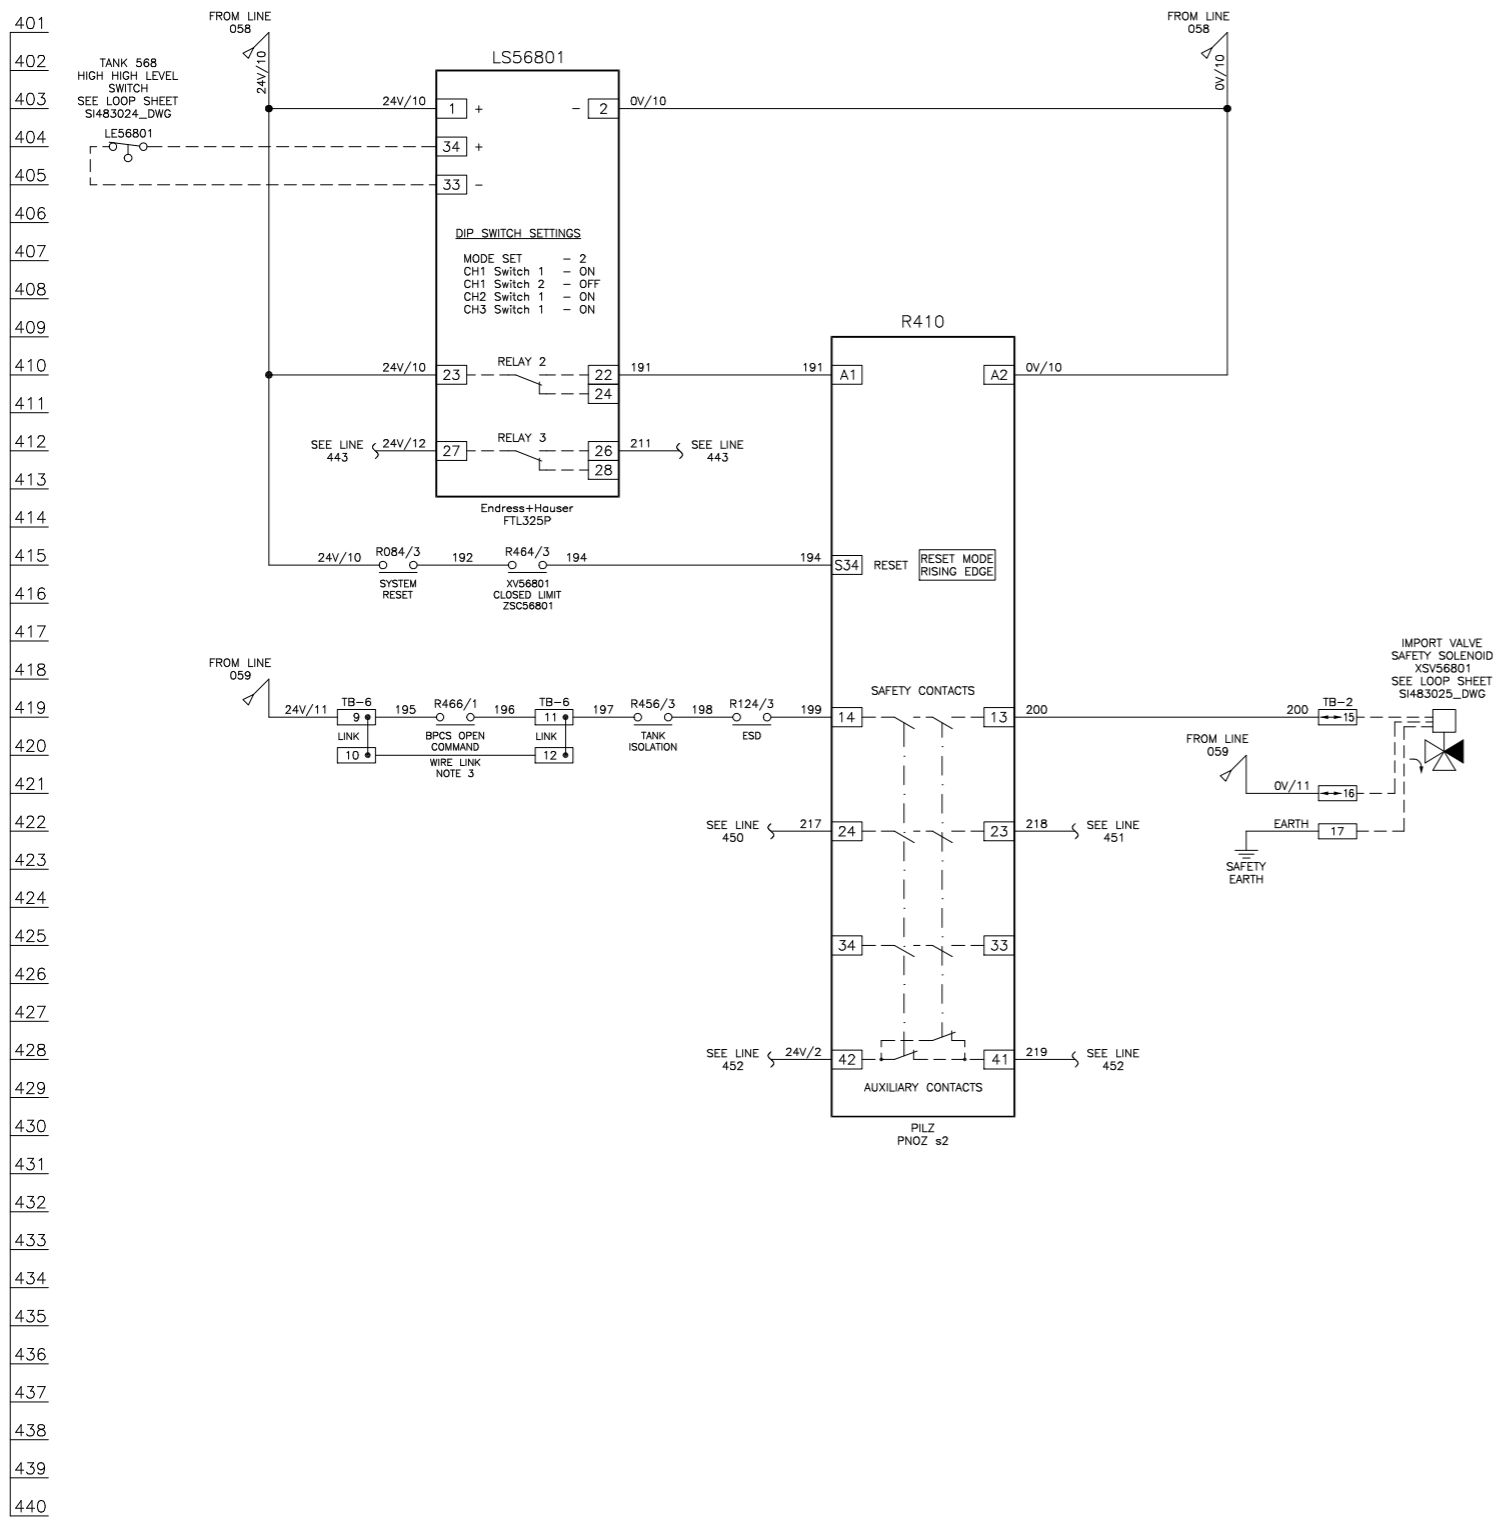 401
402
403
404
405
406
407
408
409
410
411
412
413
414
415
416
417
418
419
420
421
422
423
424
425
426
427
428
429
430
431
432
433
434
435
436
437
438
439
440
FROM LINE
058
24V/10
FROM LINE
058
0V/10
TANK 568
HIGH HIGH LEVEL
SWITCH
SEE LOOP SHEET
SI483024_DWG
LE56801
LS56801
24V/10
1 +
- 2
0V/10
34 +
33 -
DIP SWITCH SETTINGS
MODE SET - 2
CH1 Switch 1 - ON
CH1 Switch 2 - OFF
CH2 Switch 1 - ON
CH3 Switch 1 - ON
24V/10
23
RELAY 2
22
24
191
SEE LINE
443
24V/12
27
RELAY 3
26
28
211
SEE LINE
443
Endress+Hauser
FTL325P
R410
191
A1
A2
0V/10
24V/10
R084/3
SYSTEM
RESET
192
R464/3
XV56801
CLOSED LIMIT
ZSC56801
194
194
S34
RESET
RESET MODE
RISING EDGE
FROM LINE
059
24V/11
TB-6
9
LINK
10
195
R466/1
BPCS OPEN
COMMAND
WIRE LINK
NOTE 3
196
TB-6
11
LINK
12
197
R456/3
TANK
ISOLATION
198
R124/3
ESD
199
SAFETY CONTACTS
14
13
200
200
TB-2
15
IMPORT VALVE
SAFETY SOLENOID
XSV56801
SEE LOOP SHEET
SI483025_DWG
FROM LINE
059
0V/11
16
EARTH
17
SAFETY
EARTH
SEE LINE
450
217
24
23
218
SEE LINE
451
34
33
SEE LINE
452
24V/2
42
41
219
SEE LINE
452
AUXILIARY CONTACTS
PILZ
PNOZ s2